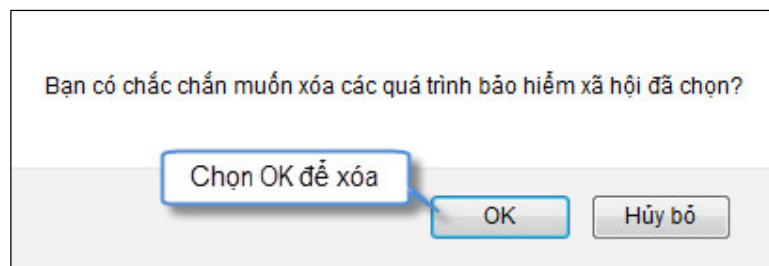 Bạn có chắc chắn muốn xóa các quá trình bảo hiểm xã hội đã chọn?
Chọn OK để xóa
OK
Hủy bỏ